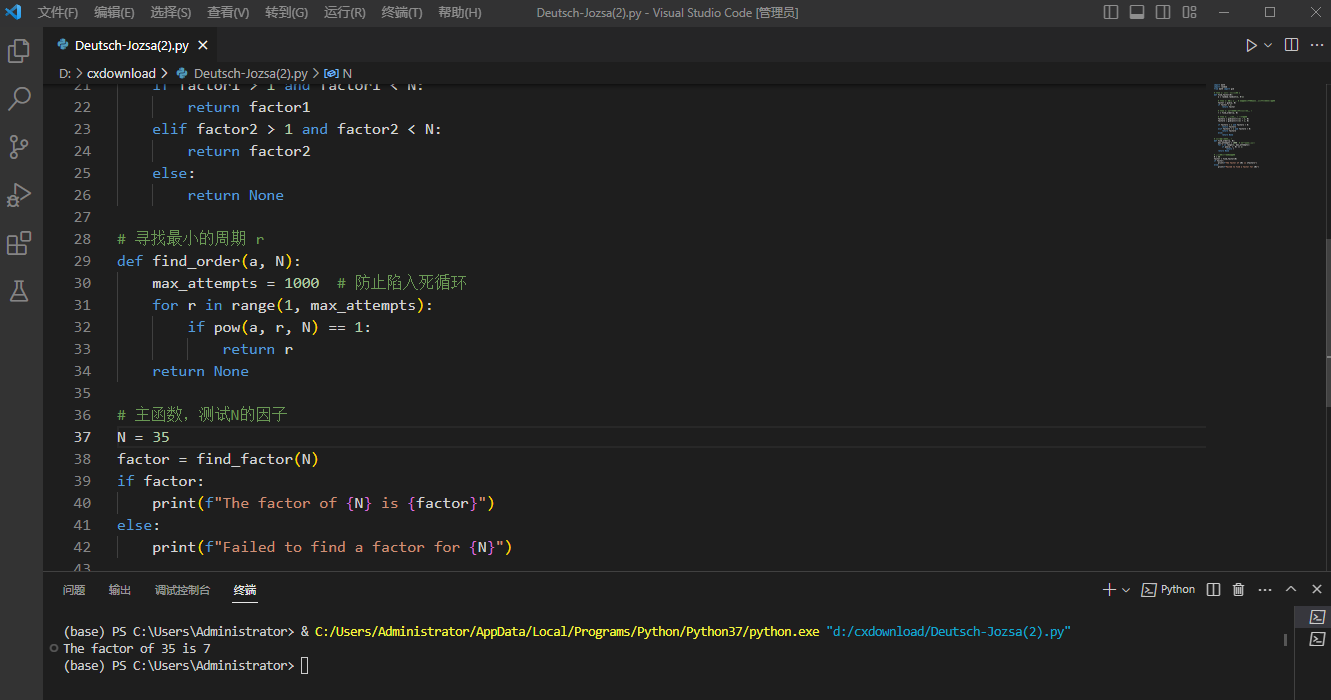 文件(F) 编辑(E) 选择(S) 查看(V) 转到(G) 运行(R) 终端(T) 帮助(H) Deutsch-Jozsa(2).py - Visual Studio Code [管理员]
Deutsch-Jozsa(2).py
D: > cxdownload > Deutsch-Jozsa(2).py > N
21 if factor1 > 1 and factor1 < N:
22 return factor1
23 elif factor2 > 1 and factor2 < N:
24 return factor2
25 else:
26 return None
27
28 # 寻找最小的周期 r
29 def find_order(a, N):
30 max_attempts = 1000 # 防止陷入死循环
31 for r in range(1, max_attempts):
32 if pow(a, r, N) == 1:
33 return r
34 return None
35
36 # 主函数，测试N的因子
37 N = 35
38 factor = find_factor(N)
39 if factor:
40 print(f"The factor of {N} is {factor}")
41 else:
42 print(f"Failed to find a factor for {N}")
43
问题 输出 调试控制台 终端 Python
(base) PS C:\Users\Administrator> & C:/Users/Administrator/AppData/Local/Programs/Python/Python37/python.exe "d:/cxdownload/Deutsch-Jozsa(2).py"
The factor of 35 is 7
(base) PS C:\Users\Administrator>